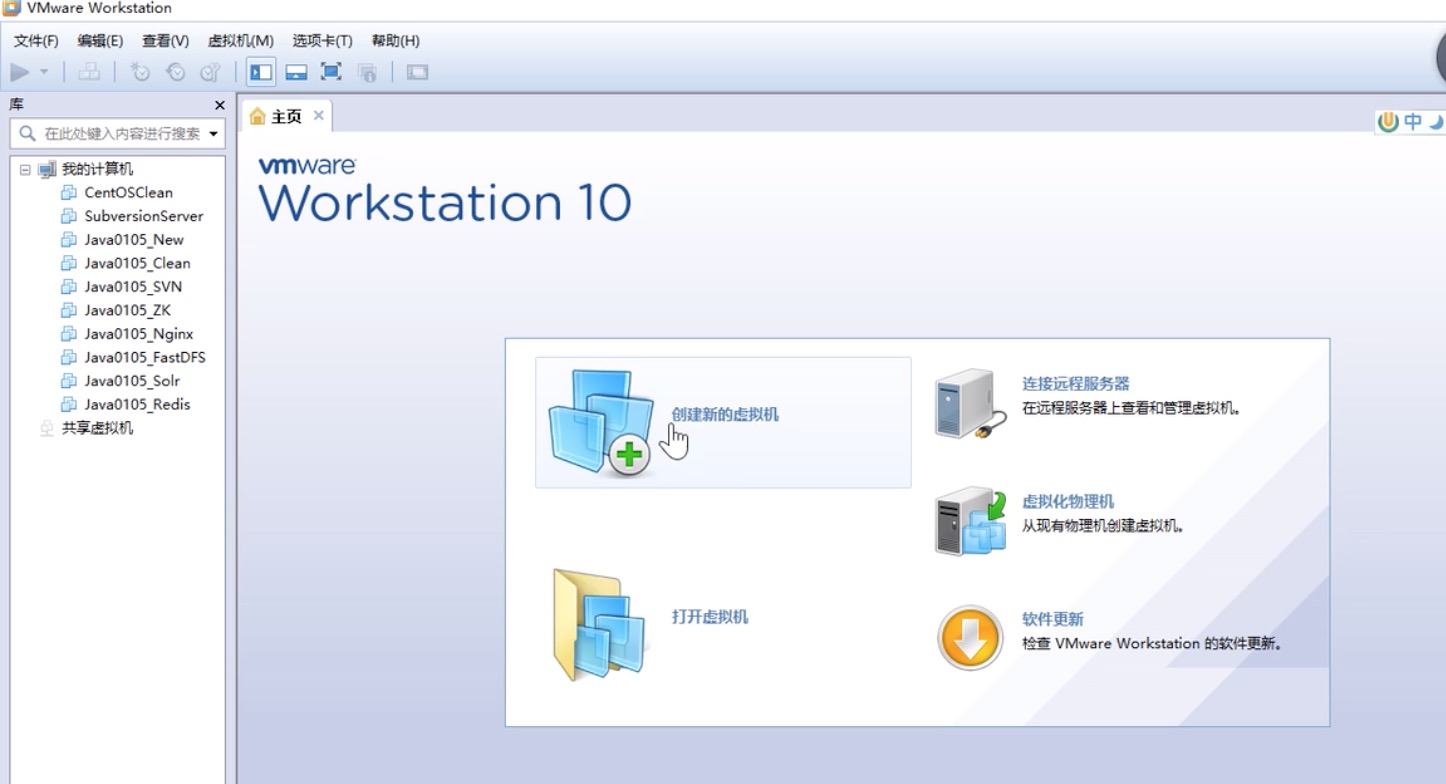 VMware Workstation
文件(F) 编辑(E) 查看(V) 虚拟机(M) 选项卡(T) 帮助(H)
库
在此处键入内容进行搜索
我的计算机
CentOSClean
SubversionServer
Java0105_New
Java0105_Clean
Java0105_SVN
Java0105_ZK
Java0105_Nginx
Java0105_FastDFS
Java0105_Solr
Java0105_Redis
共享虚拟机
主页
中
vmware
Workstation 10
创建新的虚拟机
打开虚拟机
连接远程服务器
在远程服务器上查看和管理虚拟机。
虚拟化物理机
从现有物理机创建虚拟机。
软件更新
检查 VMware Workstation 的软件更新。